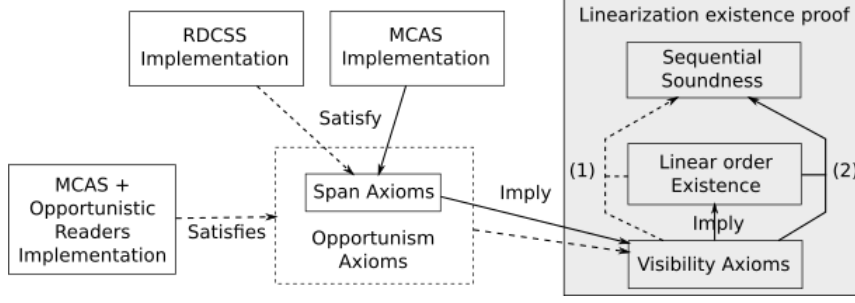 RDCSS
Implementation
MCAS
Implementation
Linearization existence proof
Sequential
Soundness
Satisfy
(1)
Linear order
Existence
(2)
MCAS +
Opportunistic
Readers
Implementation
Satisfies
Span Axioms
Opportunism
Axioms
Imply
Imply
Visibility Axioms